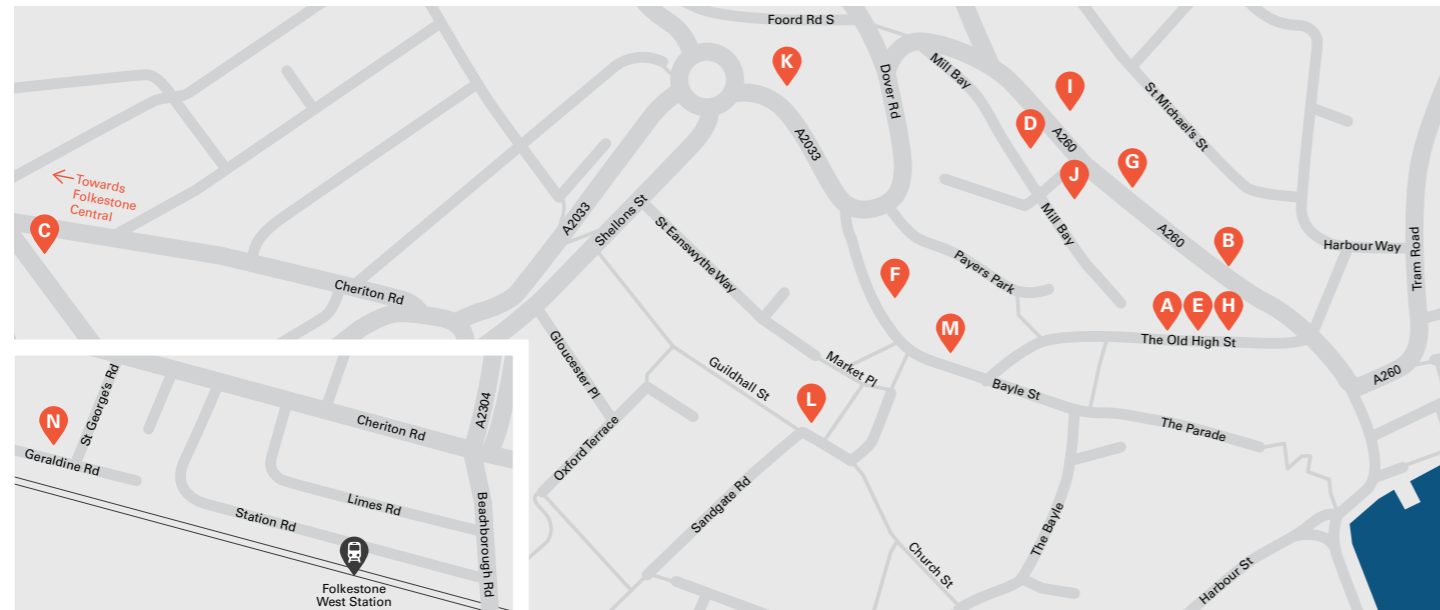 Foord Rd S
K
Dover Rd
Mill Bay
I
St Michael's St
D
A260
A2033
G
J
←Towards
Folkestone
Central
C
A2033
Shellons St
St Eanswythe Way
Mill Bay
A260
B
Harbour Way
Tram Road
F
Payers Park
Cheriton Rd
A
E
H
M
The Old High St
Gloucester Pl
Guildhall St
Market Pl
A260
Bayle St
L
The Parade
Oxford Terrace
Sandgate Rd
The Bayle
Church St
Harbour St
N
St George's Rd
Geraldine Rd
Cheriton Rd
A2304
Limes Rd
Station Rd
Beachborough Rd
Folkestone
West Station